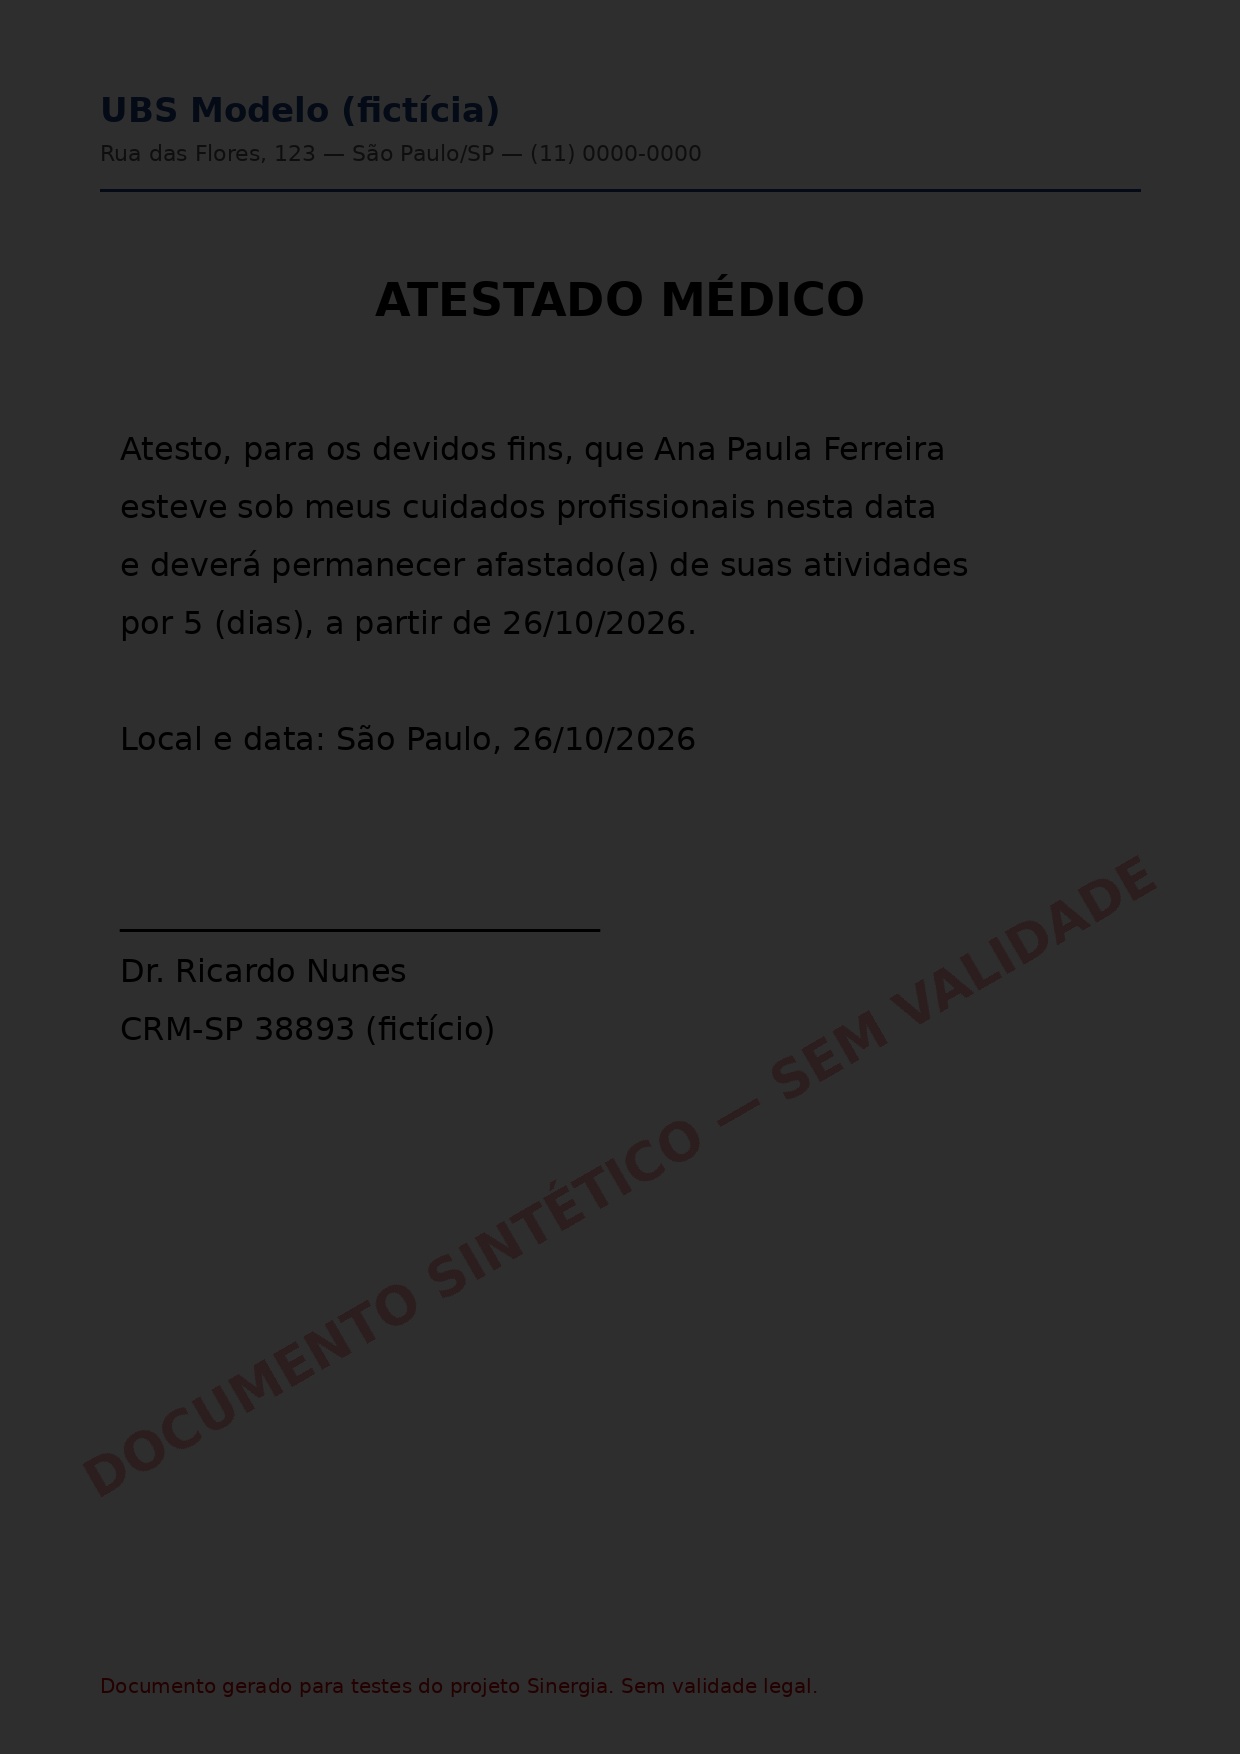 UBS Modelo (fictícia)
Rua das Flores, 123 — São Paulo/SP — (11) 0000-0000
ATESTADO MÉDICO
Atesto, para os devidos fins, que Ana Paula Ferreira
esteve sob meus cuidados profissionais nesta data
e deverá permanecer afastado(a) de suas atividades
por 5 (dias), a partir de 26/10/2026.
Local e data: São Paulo, 26/10/2026
Dr. Ricardo Nunes
CRM-SP 38893 (fictício)
DOCUMENTO SINTÉTICO — SEM VALIDADE
Documento gerado para testes do projeto Sinergia. Sem validade legal.